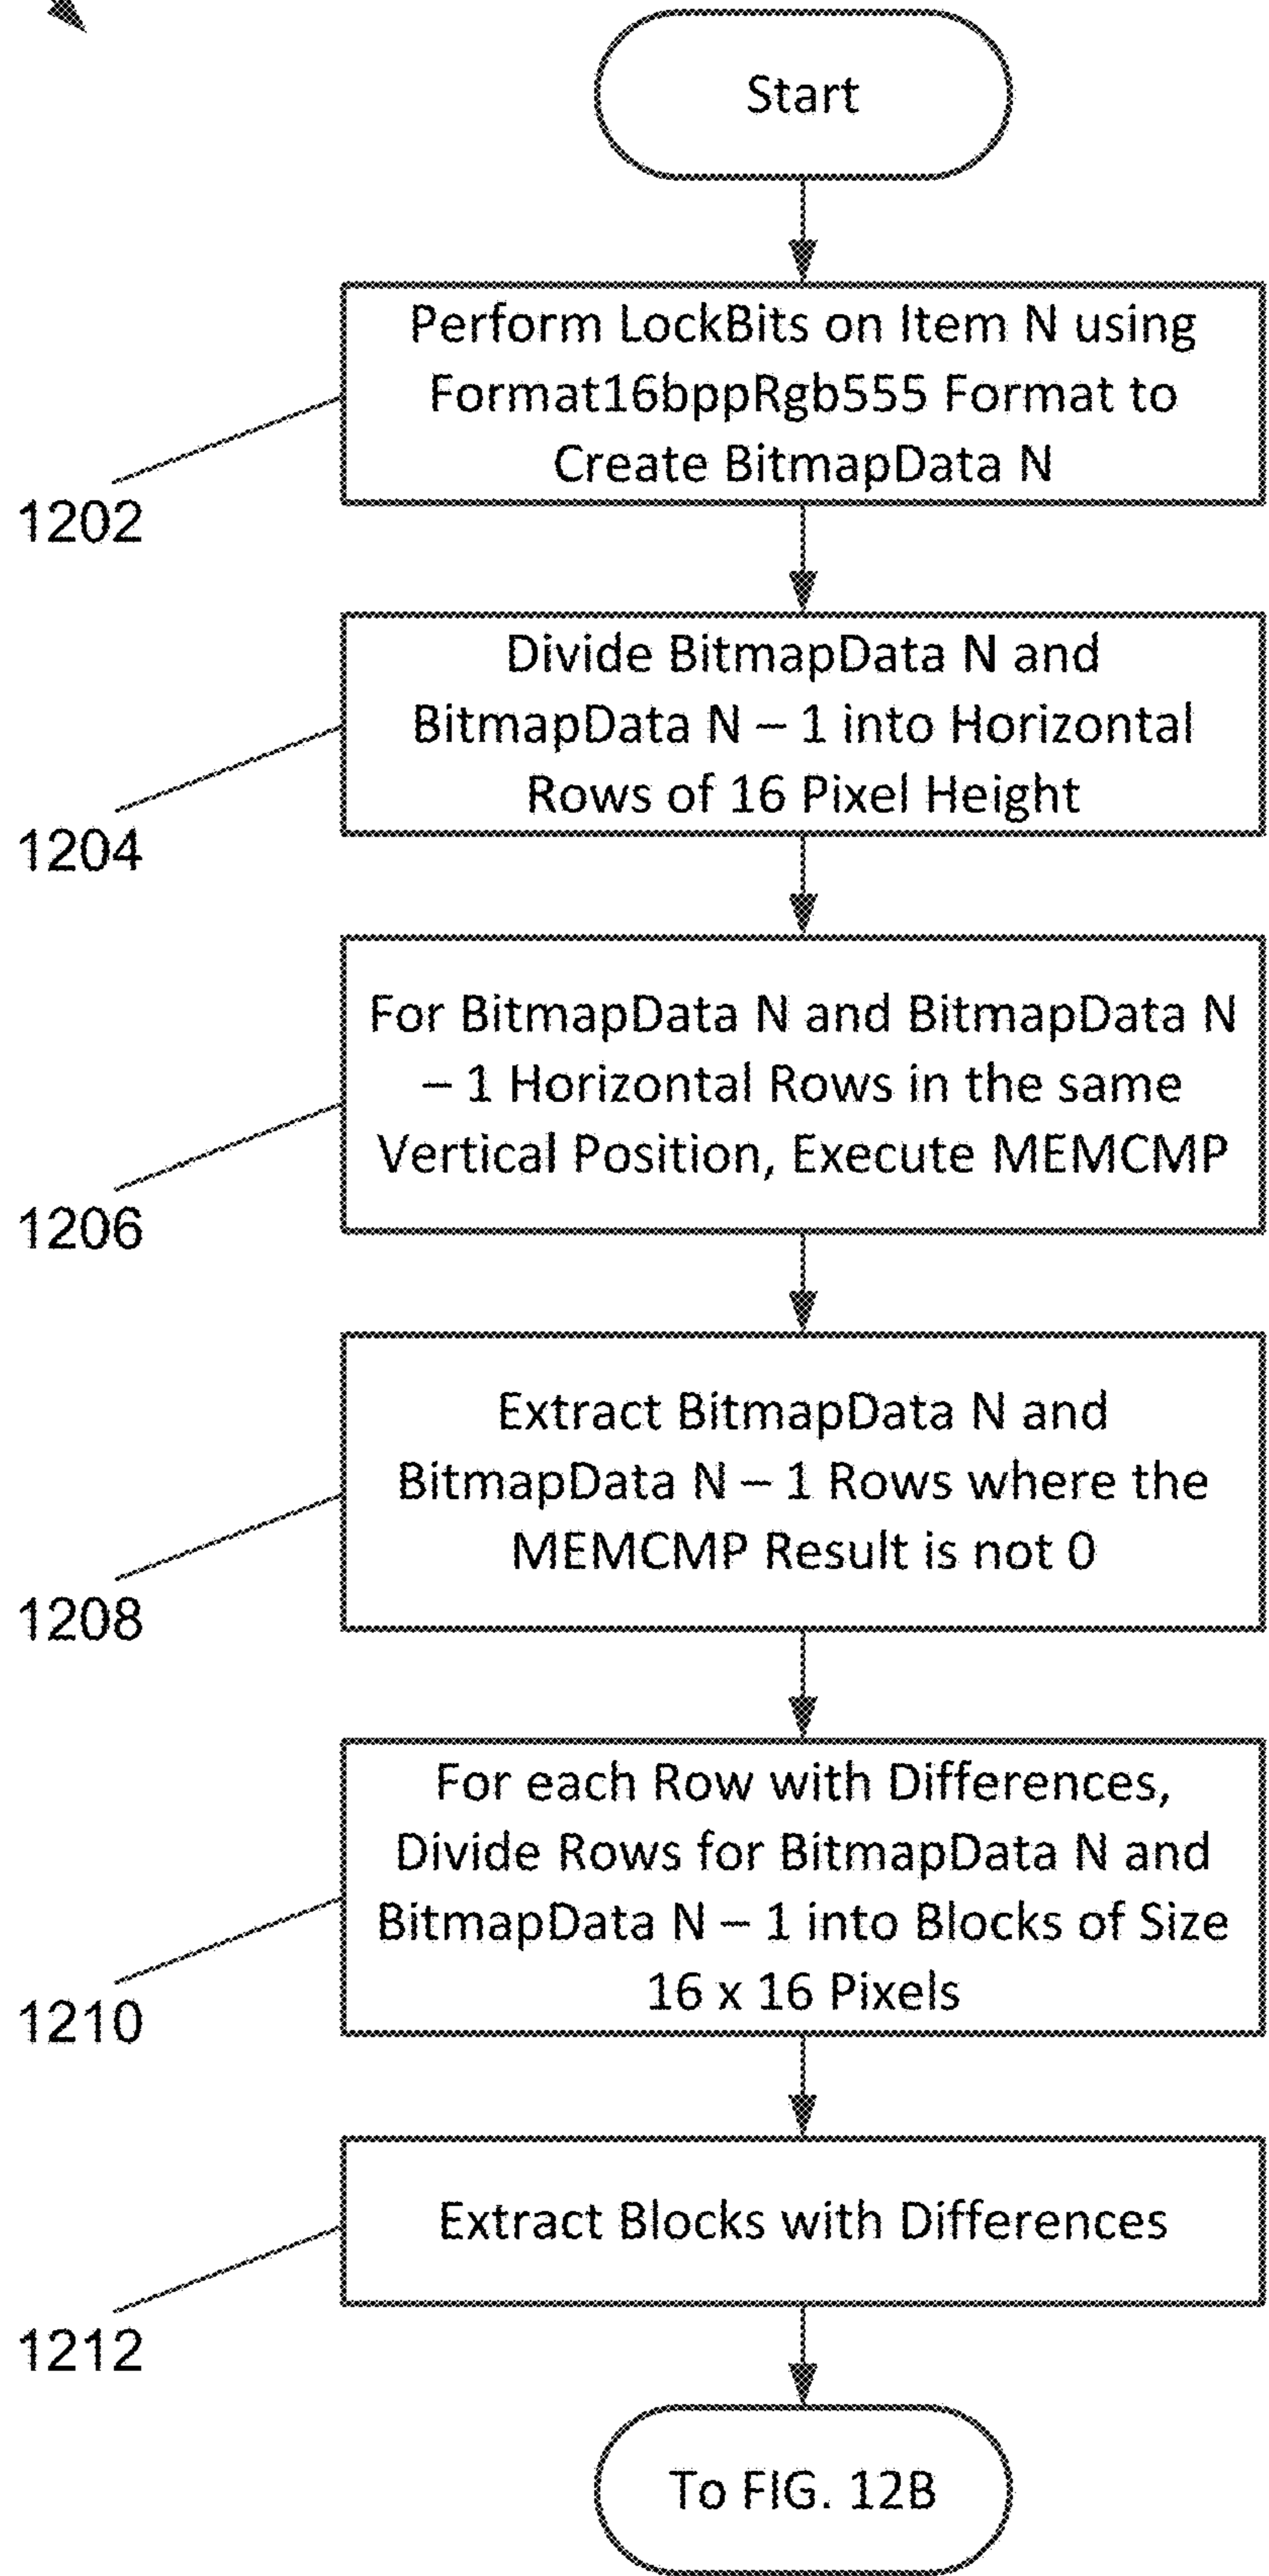 Start
Perform LockBits on Item N using
Format16bppRgb555 Format to
Create BitmapData N
1202
Divide BitmapData N and
BitmapData N – 1 into Horizontal
Rows of 16 Pixel Height
1204
For BitmapData N and BitmapData N
– 1 Horizontal Rows in the same
Vertical Position, Execute MEMCMP
1206
Extract BitmapData N and
BitmapData N – 1 Rows where the
MEMCMP Result is not 0
1208
For each Row with Differences,
Divide Rows for BitmapData N and
BitmapData N – 1 into Blocks of Size
16 x 16 Pixels
1210
Extract Blocks with Differences
1212
To FIG. 12B